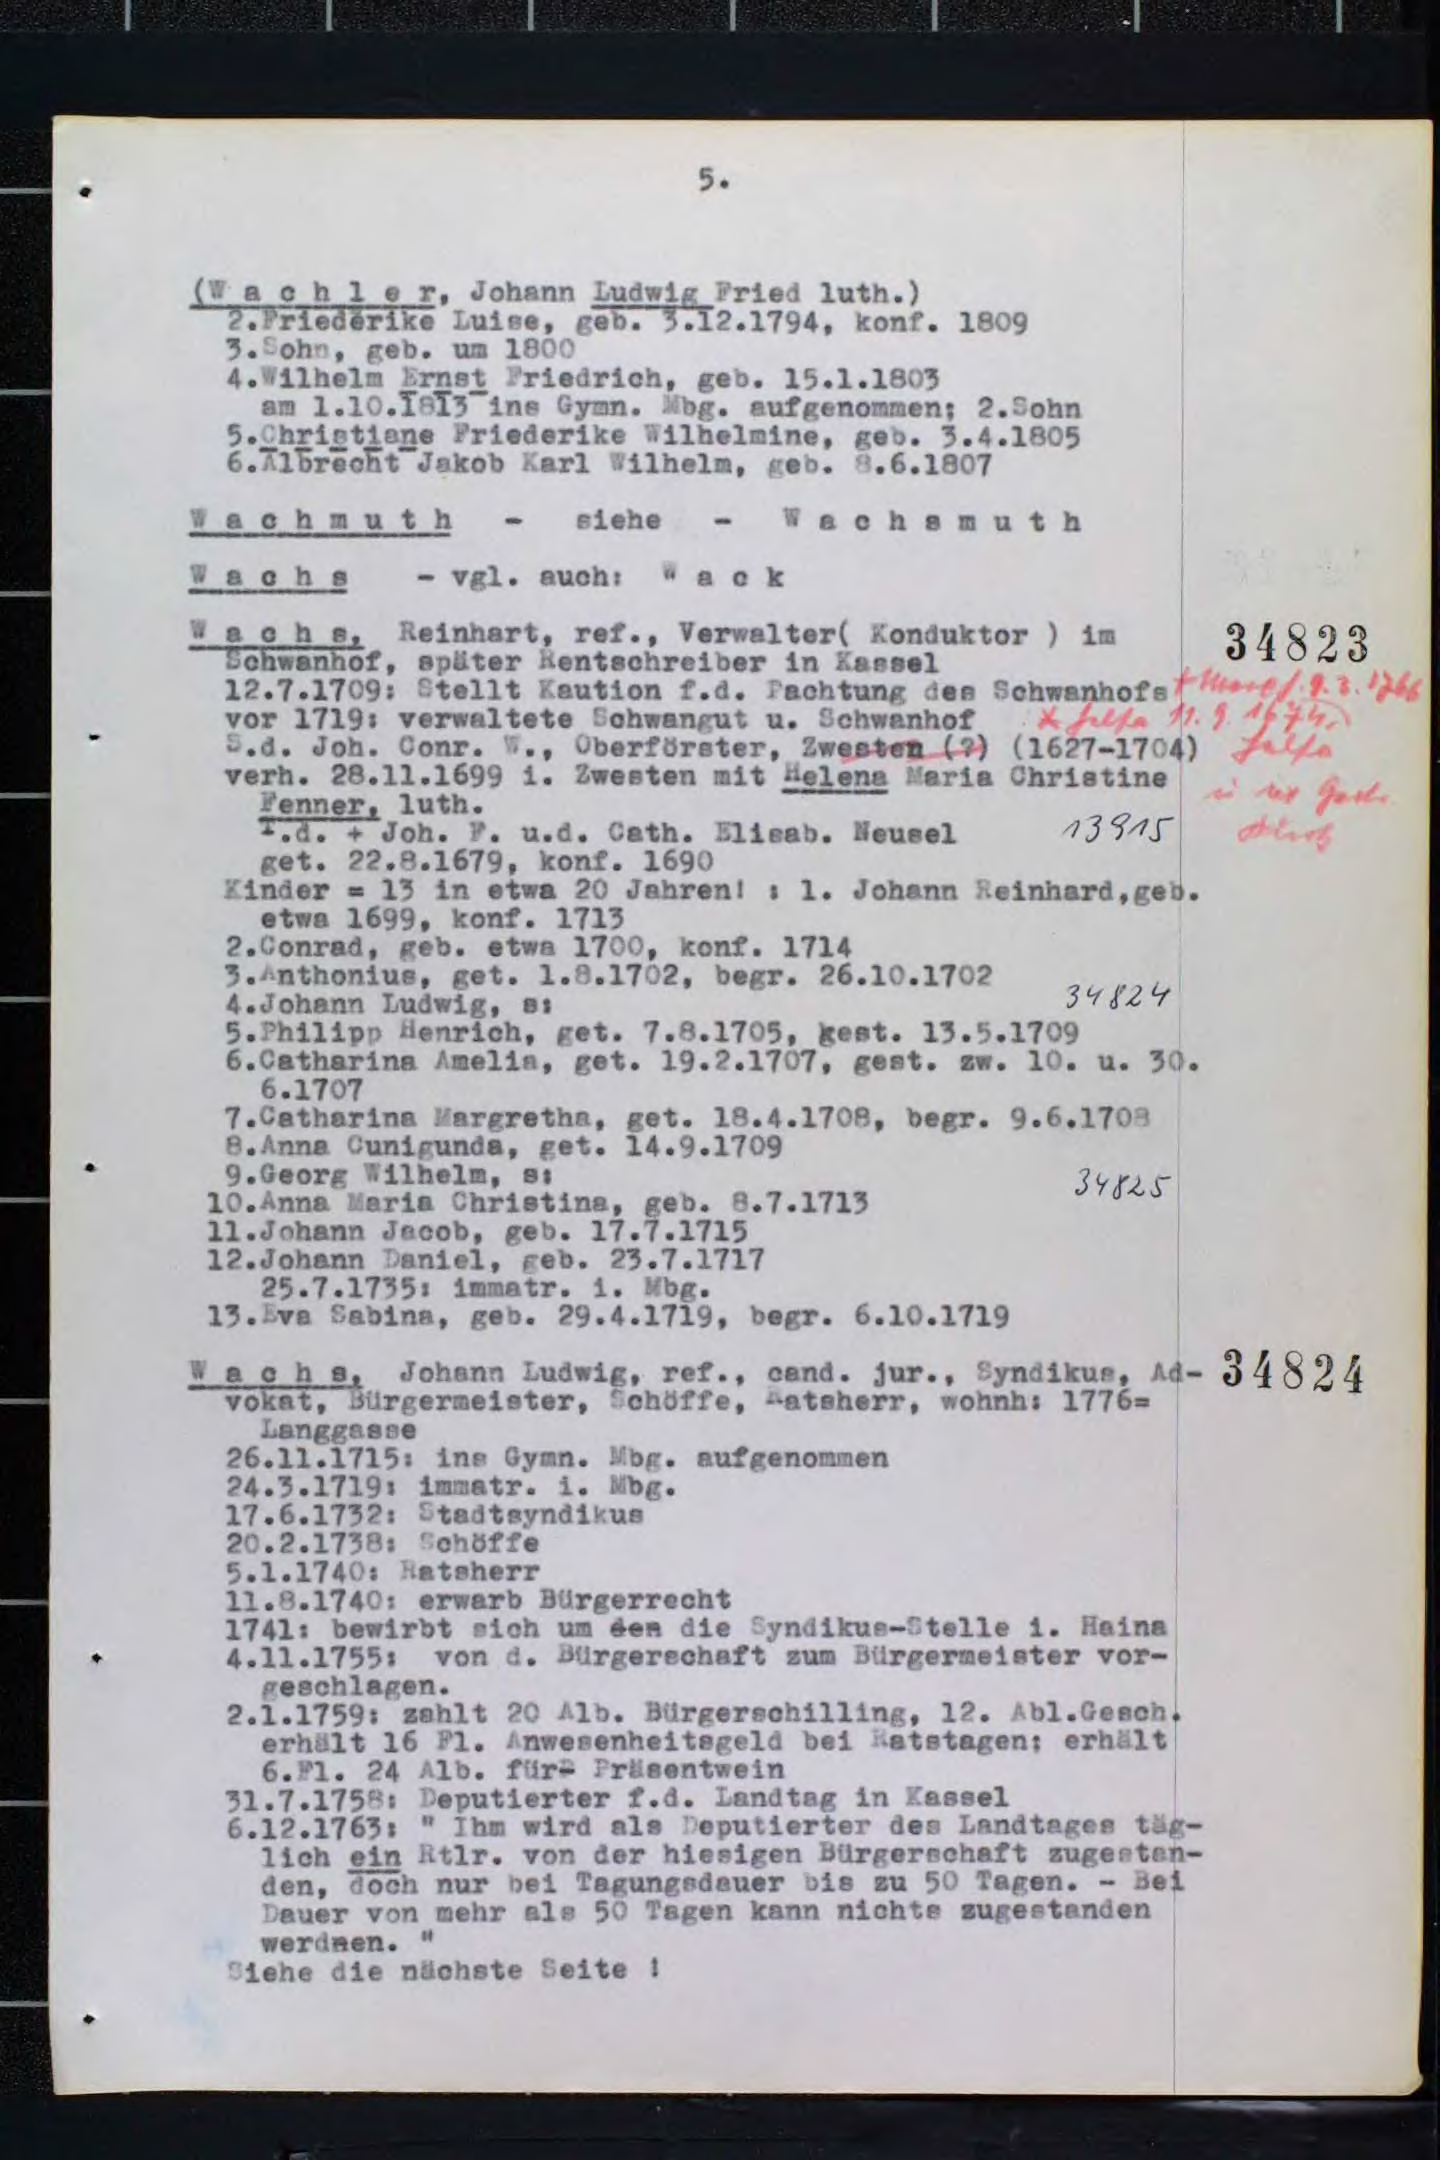 5.
(W a c h l e r, Johann Ludwig Fried luth.)
2.Friederike Luise, geb. 3.12.1794, konf. 1809
3.Sohn, geb. um 1800
4.Wilhelm Ernst Friedrich, geb. 15.1.1803
am 1.10.1813 ins Gymn. Mbg. aufgenommen; 2.Sohn
5.Christiane Friederike Wilhelmine, geb. 3.4.1805
6.Albrecht Jakob Karl Wilhelm, geb. 8.6.1807
W a c h m u t h - siehe - W a c h s m u t h
W a c h s - vgl. auch: W a c k
W a c h s, Reinhart, ref., Verwalter( Konduktor ) im 34823
Schwanhof, später Rentschreiber in Kassel
12.7.1709: Stellt Kaution f.d. Pachtung des Schwanhofs
vor 1719: verwaltete Schwangut u. Schwanhof
S.d. Joh. Conr. W., Oberförster, Zwesten (?) (1627-1704) Jelfa
verh. 28.11.1699 i. Zwesten mit Helena Maria Christine
Fenner, luth.
T.d. + Joh. F. u.d. Cath. Elisab. Neusel 13915
get. 22.8.1679, konf. 1690
Kinder = 13 in etwa 20 Jahren! : 1. Johann Reinhard,geb.
etwa 1699, konf. 1713
2.Conrad, geb. etwa 1700, konf. 1714
3.Anthonius, get. 1.8.1702, begr. 26.10.1702
4.Johann Ludwig, s: 34824
5.Philipp Henrich, get. 7.8.1705, gest. 13.5.1709
6.Catharina Amelia, get. 19.2.1707, gest. zw. 10. u. 30.
6.1707
7.Catharina Margretha, get. 18.4.1708, begr. 9.6.1708
8.Anna Cunigunda, get. 14.9.1709
9.Georg Wilhelm, s: 34825
10.Anna Maria Christina, geb. 8.7.1713
11.Johann Jacob, geb. 17.7.1715
12.Johann Daniel, geb. 23.7.1717
25.7.1735: immatr. i. Mbg.
13.Eva Sabina, geb. 29.4.1719, begr. 6.10.1719
W a c h s, Johann Ludwig, ref., cand. jur., Syndikus, Ad- 34824
vokat, Bürgermeister, Schöffe, Ratsherr, wohnh: 1776=
Langgasse
26.11.1715: ins Gymn. Mbg. aufgenommen
24.3.1719: immatr. i. Mbg.
17.6.1732: Stadtsyndikus
20.2.1738: Schöffe
5.1.1740: Ratsherr
11.8.1740: erwarb Bürgerrecht
1741: bewirbt sich um den die Syndikus-Stelle i. Haina
4.11.1755: von d. Bürgerschaft zum Bürgermeister vor-
geschlagen.
2.1.1759: zahlt 20 Alb. Bürgerschilling, 12. Abl.Gesch.
erhält 16 Fl. Anwesenheitsgeld bei Ratstagen; erhält
6.Fl. 24 Alb. für Präsentwein
31.7.1758: Deputierter f.d. Landtag in Kassel
6.12.1763: " Ihm wird als Deputierter des Landtages täg-
lich ein Rtlr. von der hiesigen Bürgerschaft zugestan-
den, doch nur bei Tagungsdauer bis zu 50 Tagen. - Bei
Dauer von mehr als 50 Tagen kann nichts zugestanden
werdnen. "
Siehe die nächste Seite !